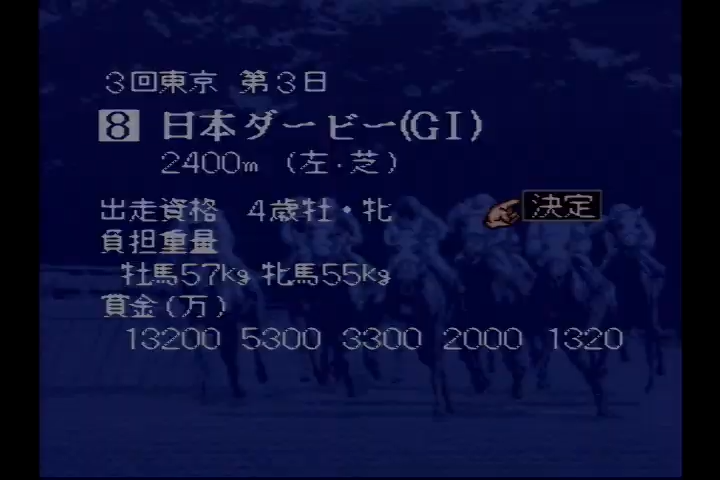 3回東京 第3日
8 日本ダービー(GI)
2400m (左・芝)
出走資格 4歳牡・牝
決定
負担重量
牡馬57kg 牝馬55kg
賞金(万)
13200 5300 3300 2000 1320